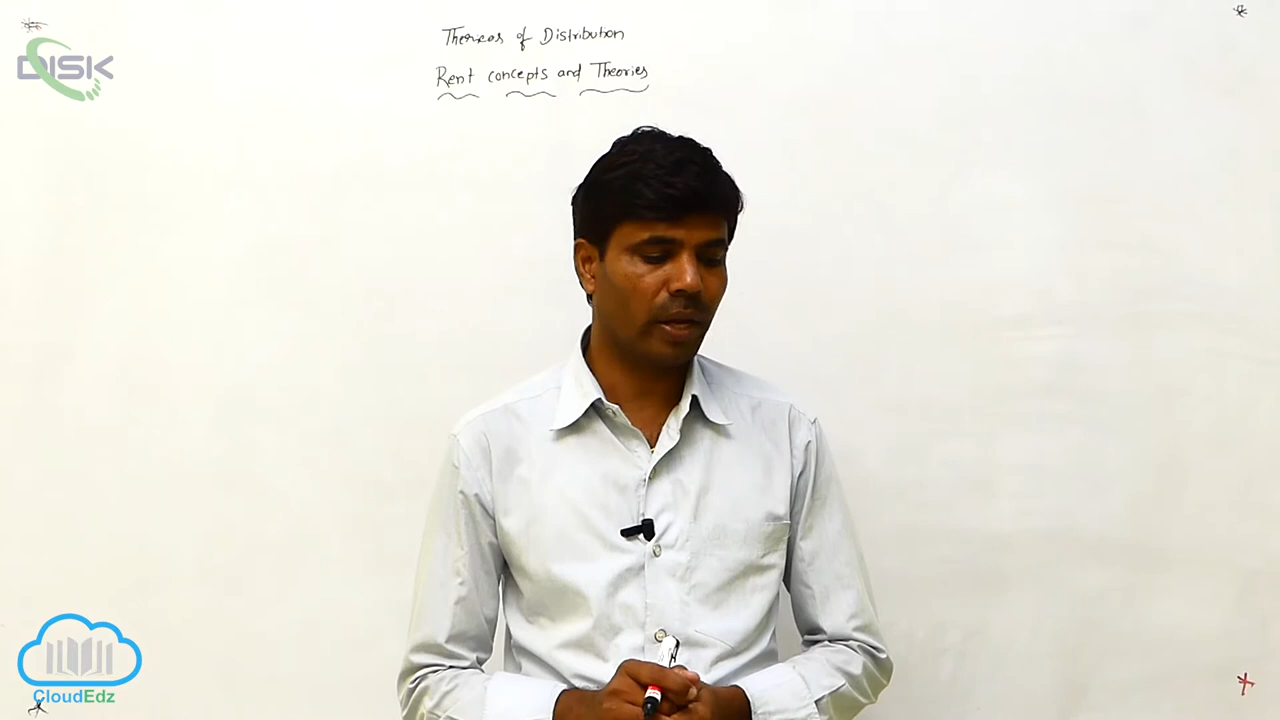 DISK
Theories of Distribution
Rent concepts and Theories
CloudEdz